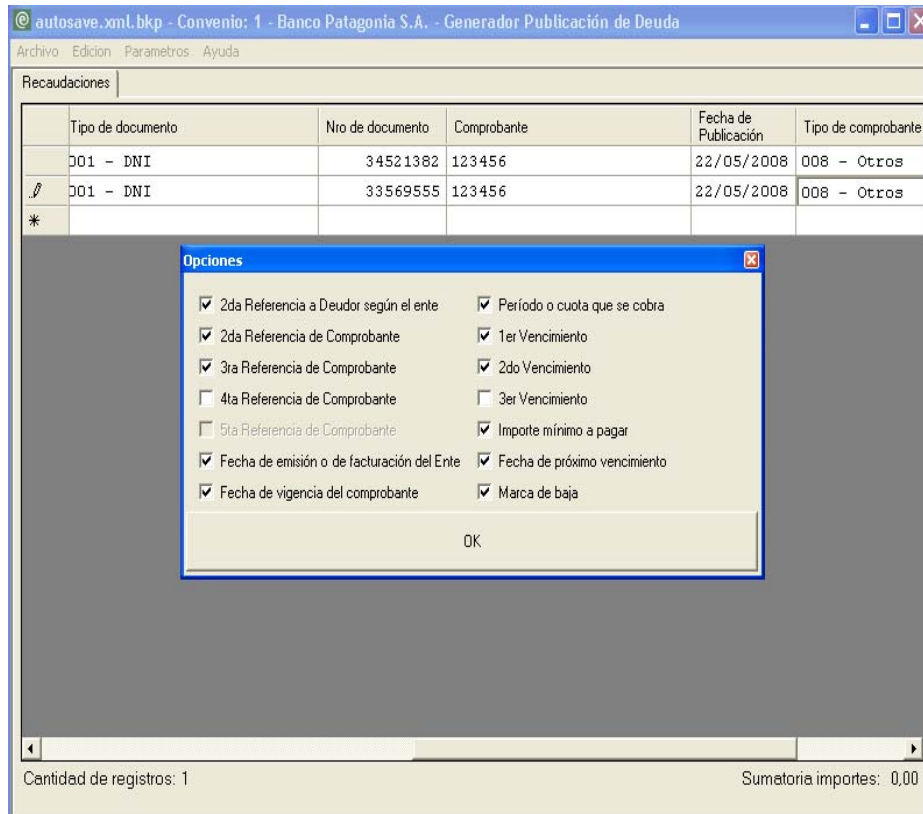 autosave.xml.bkp - Convenio: 1 - Banco Patagonia S.A. - Generador Publicación de Deuda
Archivo Edicion Parametros Ayuda
Recaudaciones
Tipo de documento Nro de documento Comprobante Fecha de Publicación Tipo de comprobante
001 - DNI 34521382 123456 22/05/2008 008 - Otros
001 - DNI 33569555 123456 22/05/2008 008 - Otros
Opciones
2da Referencia a Deudor según el ente Período o cuota que se cobra
2da Referencia de Comprobante 1er Vencimiento
3ra Referencia de Comprobante 2do Vencimiento
4ta Referencia de Comprobante 3er Vencimiento
5ta Referencia de Comprobante Importe mínimo a pagar
Fecha de emisión o de facturación del Ente Fecha de próximo vencimiento
Fecha de vigencia del comprobante Marca de baja
OK
Cantidad de registros: 1 Sumatoria importes: 0,00